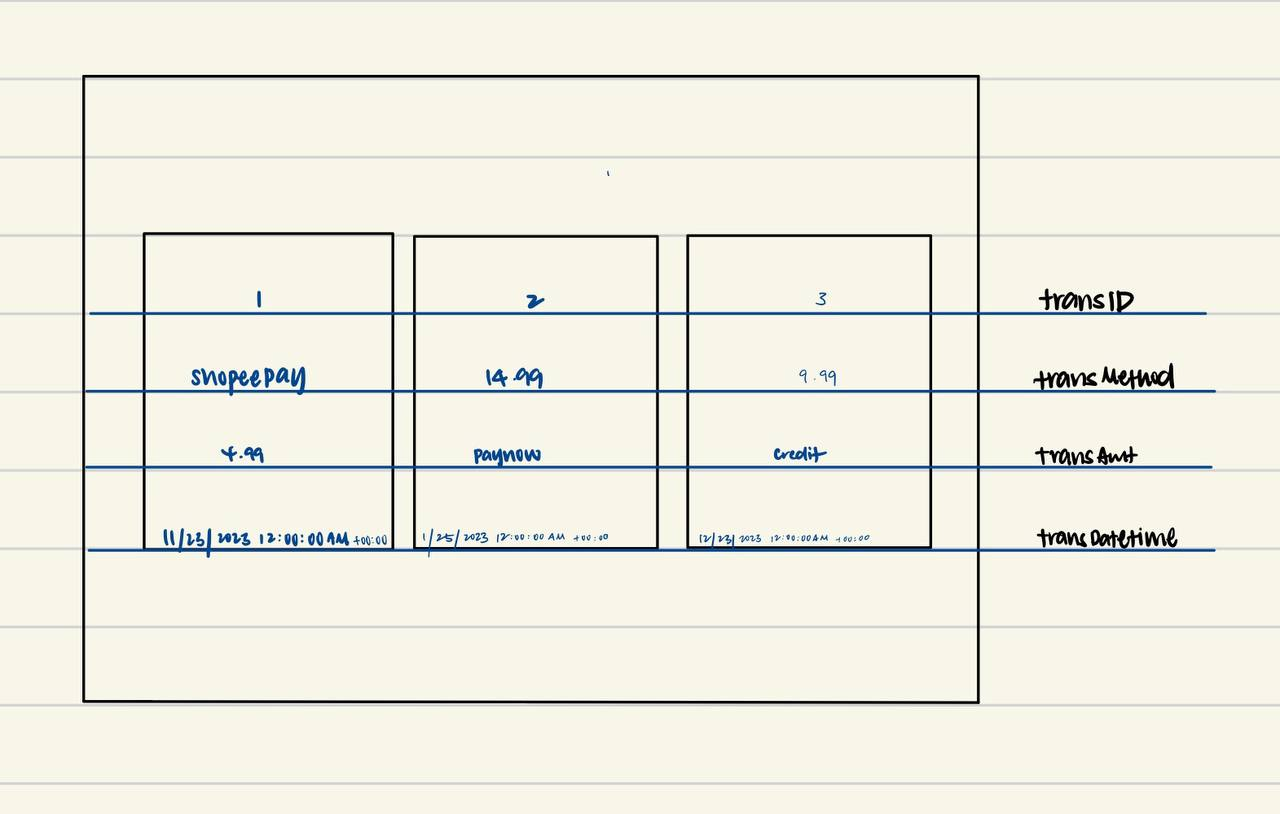 1 2 3 transID
shopeepay 14.99 9.99 transMethod
4.99 paynow credit transAmt
11/23/2023 12:00:00 AM +00:00 1/25/2023 12:00:00 AM +00:00 12/23/2023 12:00:00 AM +00:00 transDatetime